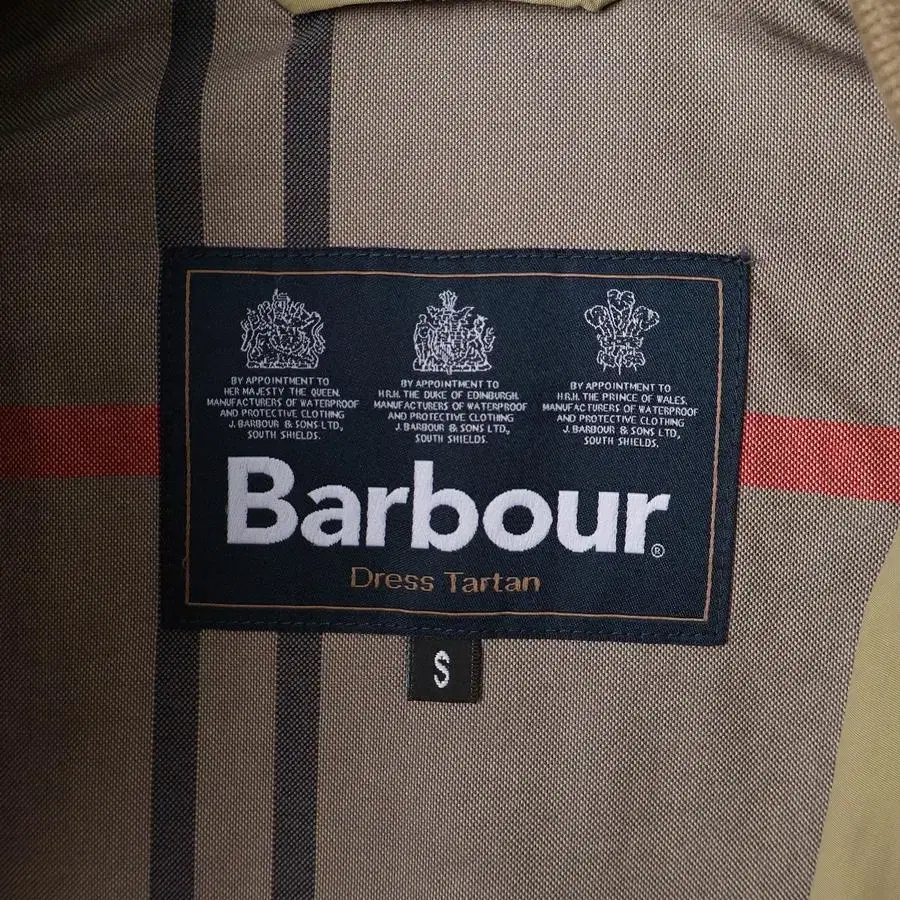 BY APPOINTMENT TO
HER MAJESTY THE QUEEN.
MANUFACTURERS OF WATERPROOF
AND PROTECTIVE CLOTHING
J. BARBOUR & SONS LTD.,
SOUTH SHIELDS.
BY APPOINTMENT TO
H.R.H. THE DUKE OF EDINBURGH.
MANUFACTURERS OF WATERPROOF
AND PROTECTIVE CLOTHING
J. BARBOUR & SONS LTD.,
SOUTH SHIELDS.
BY APPOINTMENT TO
H.R.H. THE PRINCE OF WALES.
MANUFACTURERS OF WATERPROOF
AND PROTECTIVE CLOTHING
J. BARBOUR & SONS LTD.,
SOUTH SHIELDS.
Barbour®
Dress Tartan
S